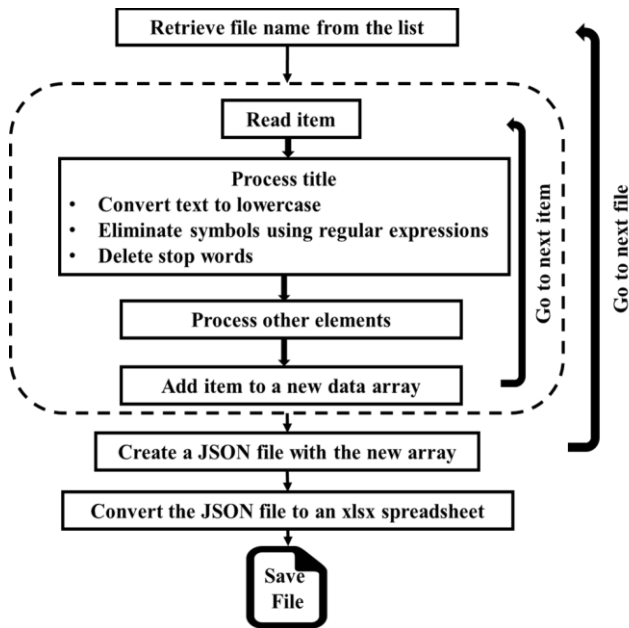 Retrieve file name from the list
Read item
Process title
• Convert text to lowercase
• Eliminate symbols using regular expressions
• Delete stop words
Process other elements
Add item to a new data array
Go to next item
Go to next file
Create a JSON file with the new array
Convert the JSON file to an xlsx spreadsheet
Save
File